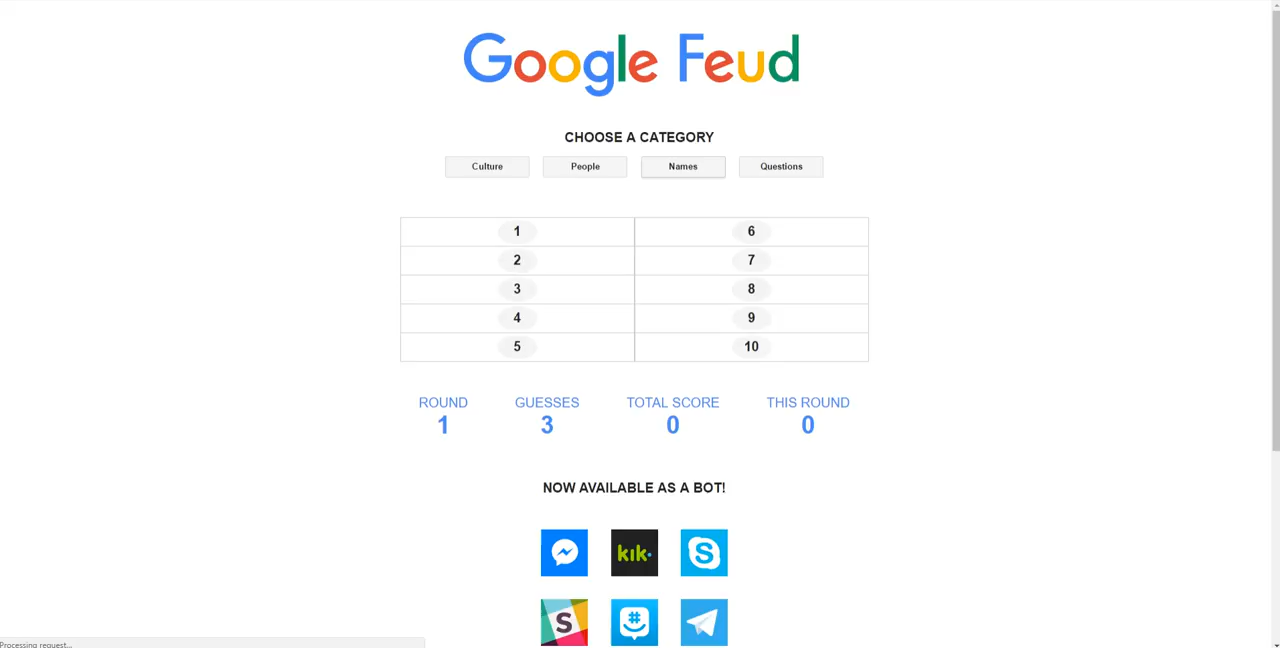 Google Feud
CHOOSE A CATEGORY
Culture People Names Questions
1 6
2 7
3 8
4 9
5 10
ROUND GUESSES TOTAL SCORE THIS ROUND
1 3 0 0
NOW AVAILABLE AS A BOT!
kik.
S
S
#
Processing request...